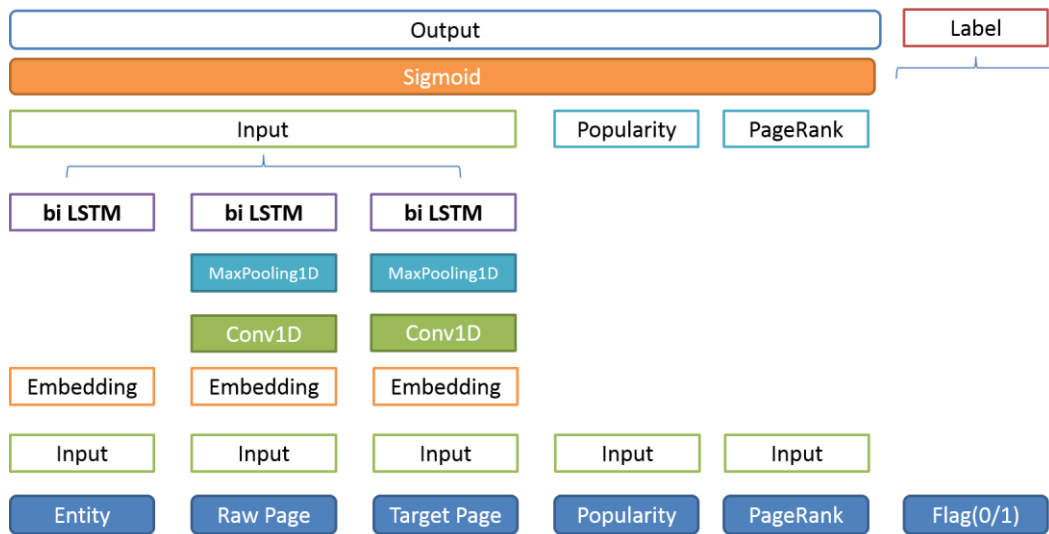 Output Label
Sigmoid
Input Popularity PageRank
bi LSTM bi LSTM bi LSTM
MaxPooling1D MaxPooling1D
Conv1D Conv1D
Embedding Embedding Embedding
Input Input Input Input Input
Entity Raw Page Target Page Popularity PageRank Flag(0/1)